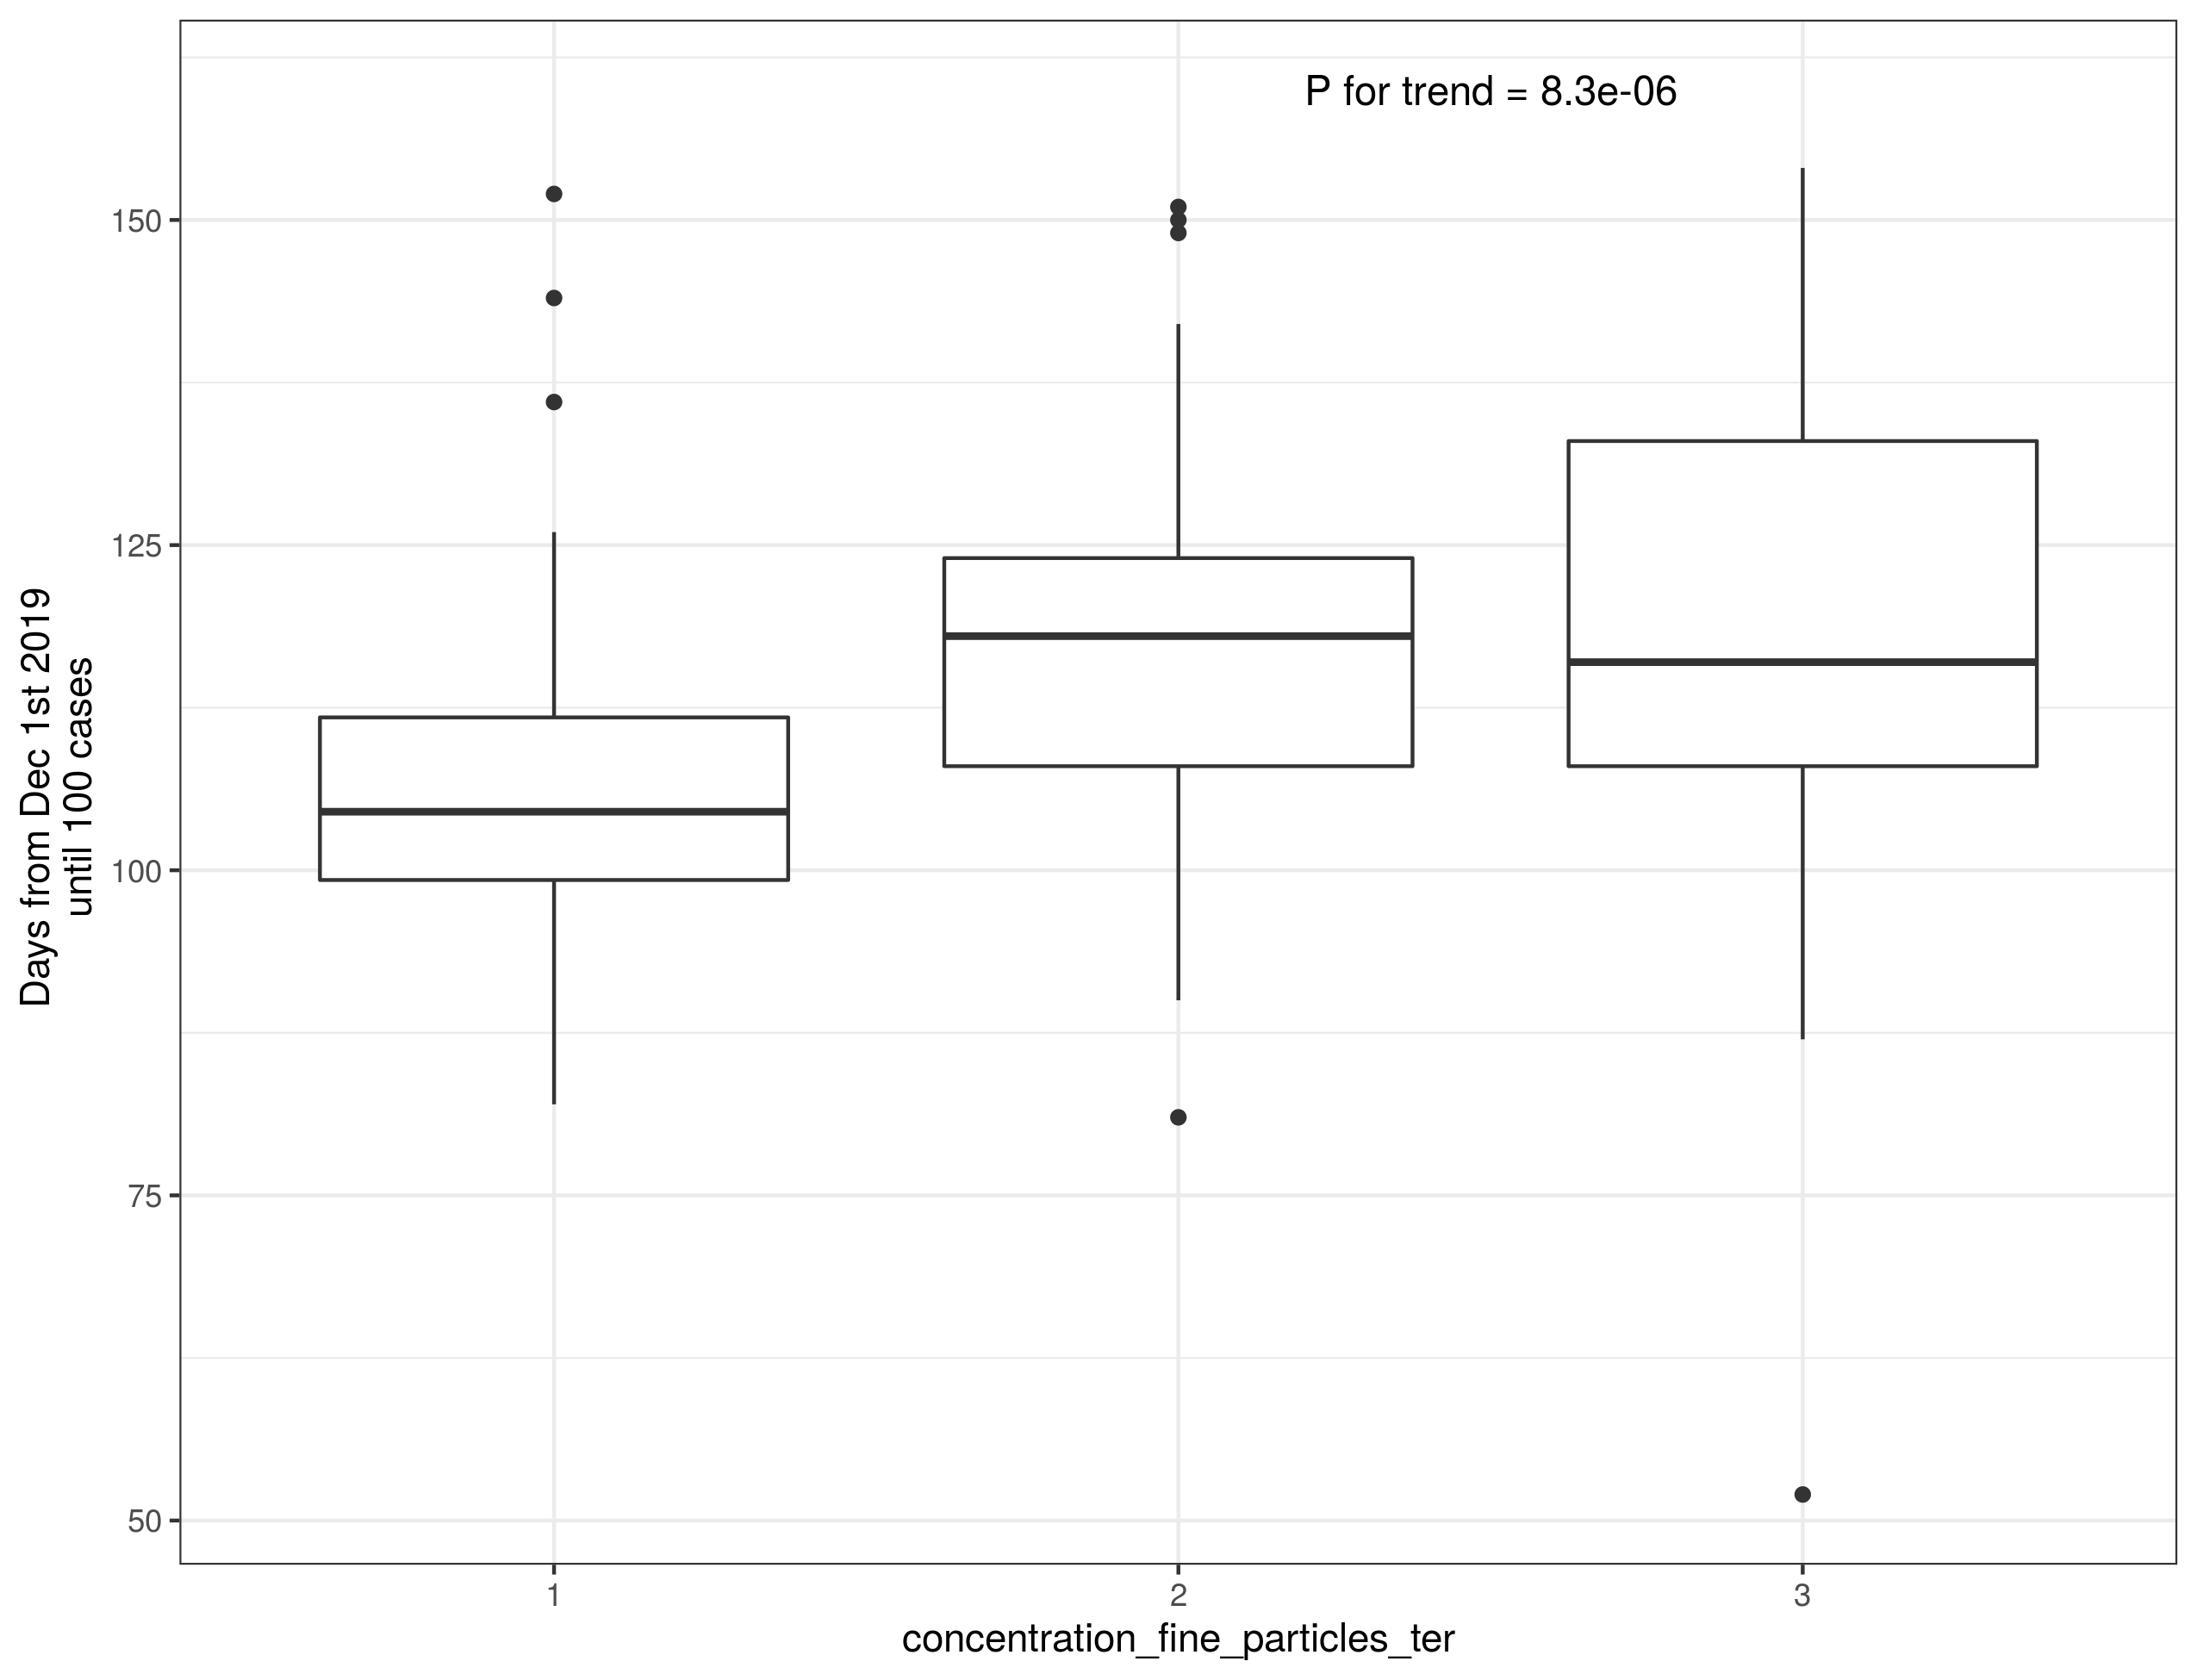 P for trend = 8.3e-06
150
125
100
75
50
Days from Dec 1st 2019
until 100 cases
1
2
3
concentration_fine_particles_ter